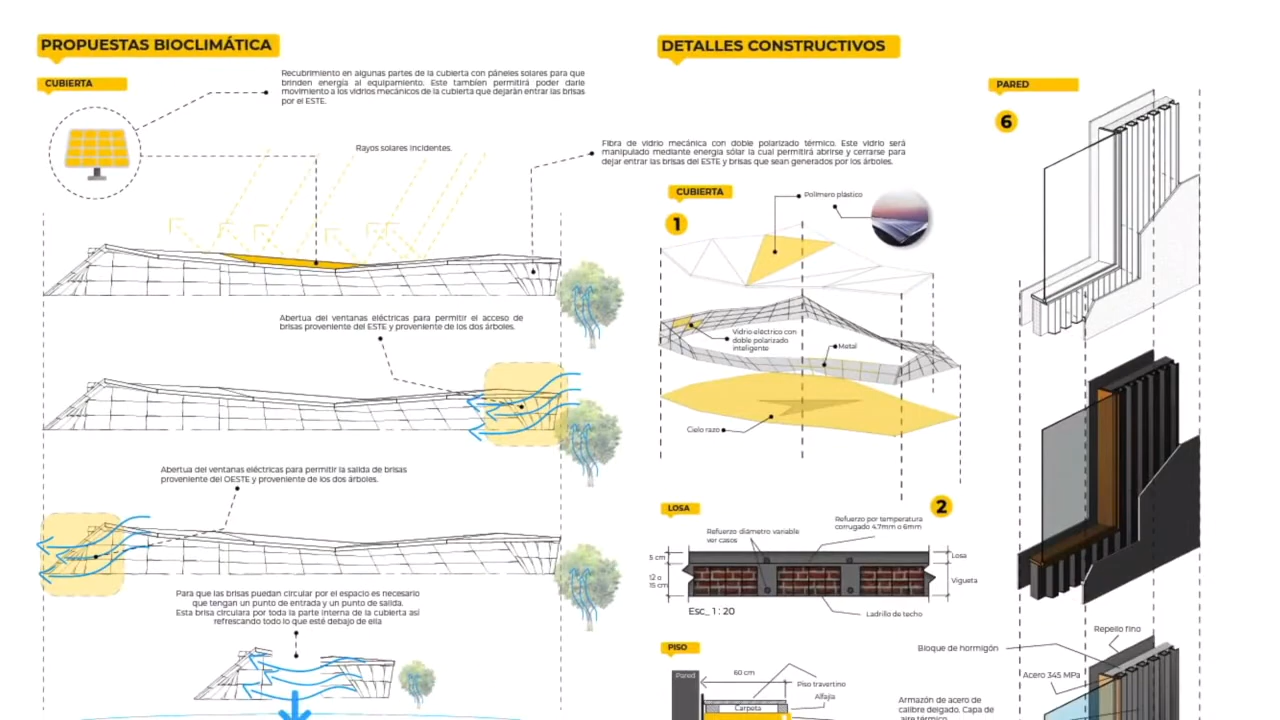 PROPUESTAS BIOCLIMÁTICA
CUBIERTA
Recubrimiento en algunas partes de la cubierta con páneles solares para que
brinden energía al equipamiento. Este tambíen permitirá poder darle
movimiento a los vidrios mecánicos de la cubierta que dejarán entrar las brisas
por el ESTE.
Rayos solares incidentes.
Fibra de vidrio mecánica con doble polarizado térmico. Este vidrio será
manipulado mediante energía sólar la cual permitirá abrirse y cerrarse para
dejar entrar las brisas del ESTE y brisas que sean generados por los árboles.
Abertua del ventanas eléctricas para permitir el acceso de
brisas proveniente del ESTE y proveniente de los dos árboles.
Abertua del ventanas eléctricas para permitir la salida de brisas
proveniente del OESTE y proveniente de los dos árboles.
Para que las brisas puedan circular por el espacio es necesario
que tengan un punto de entrada y un punto de salida.
Esta brisa circulara por toda la parte interna de la cubierta así
refrescando todo lo que esté debajo de ella
DETALLES CONSTRUCTIVOS
CUBIERTA
1
Polímero plástico
Vidrio eléctrico con
doble polarizado
inteligente
Metal
Cielo razo
LOSA
2
Refuerzo diámetro variable
ver casos
Refuerzo por temperatura
corrugado 4.7mm o 6mm
5 cm
12 o
15 cm
Losa
Vigueta
Ladrillo de techo
Esc_ 1 : 20
PISO
Pared
60 cm
Piso travertino
Alfajía
Carpeta
PARED
6
Repello fino
Bloque de hormigón
Acero 345 MPa
Armazón de acero de
calibre delgado. Capa de
aire térmico